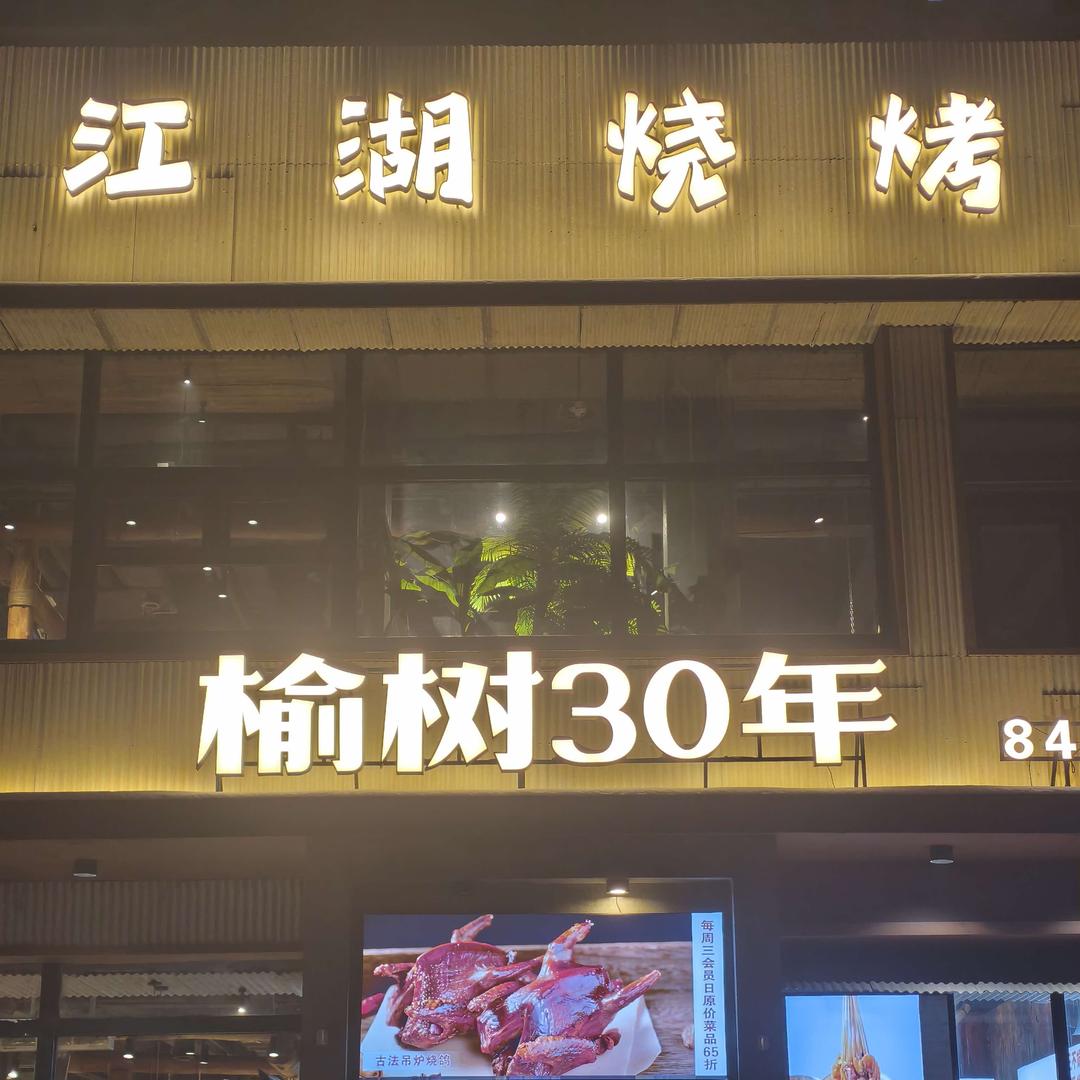 江湖烧烤
榆树30年
84
每周三会员日原价菜品65折
古法吊炉烧鸽